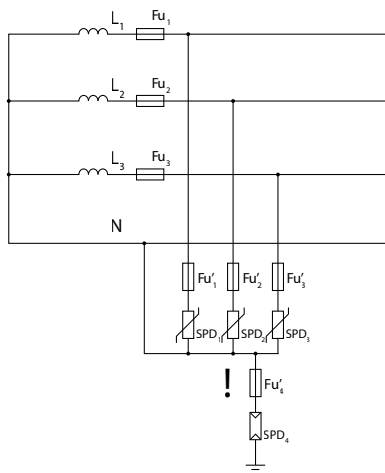 L₁ Fu₁
L₂ Fu₂
L₃ Fu₃
N
Fu'₁ Fu'₂ Fu'₃
SPD₁ SPD₂ SPD₃
! Fu'₄
SPD₄